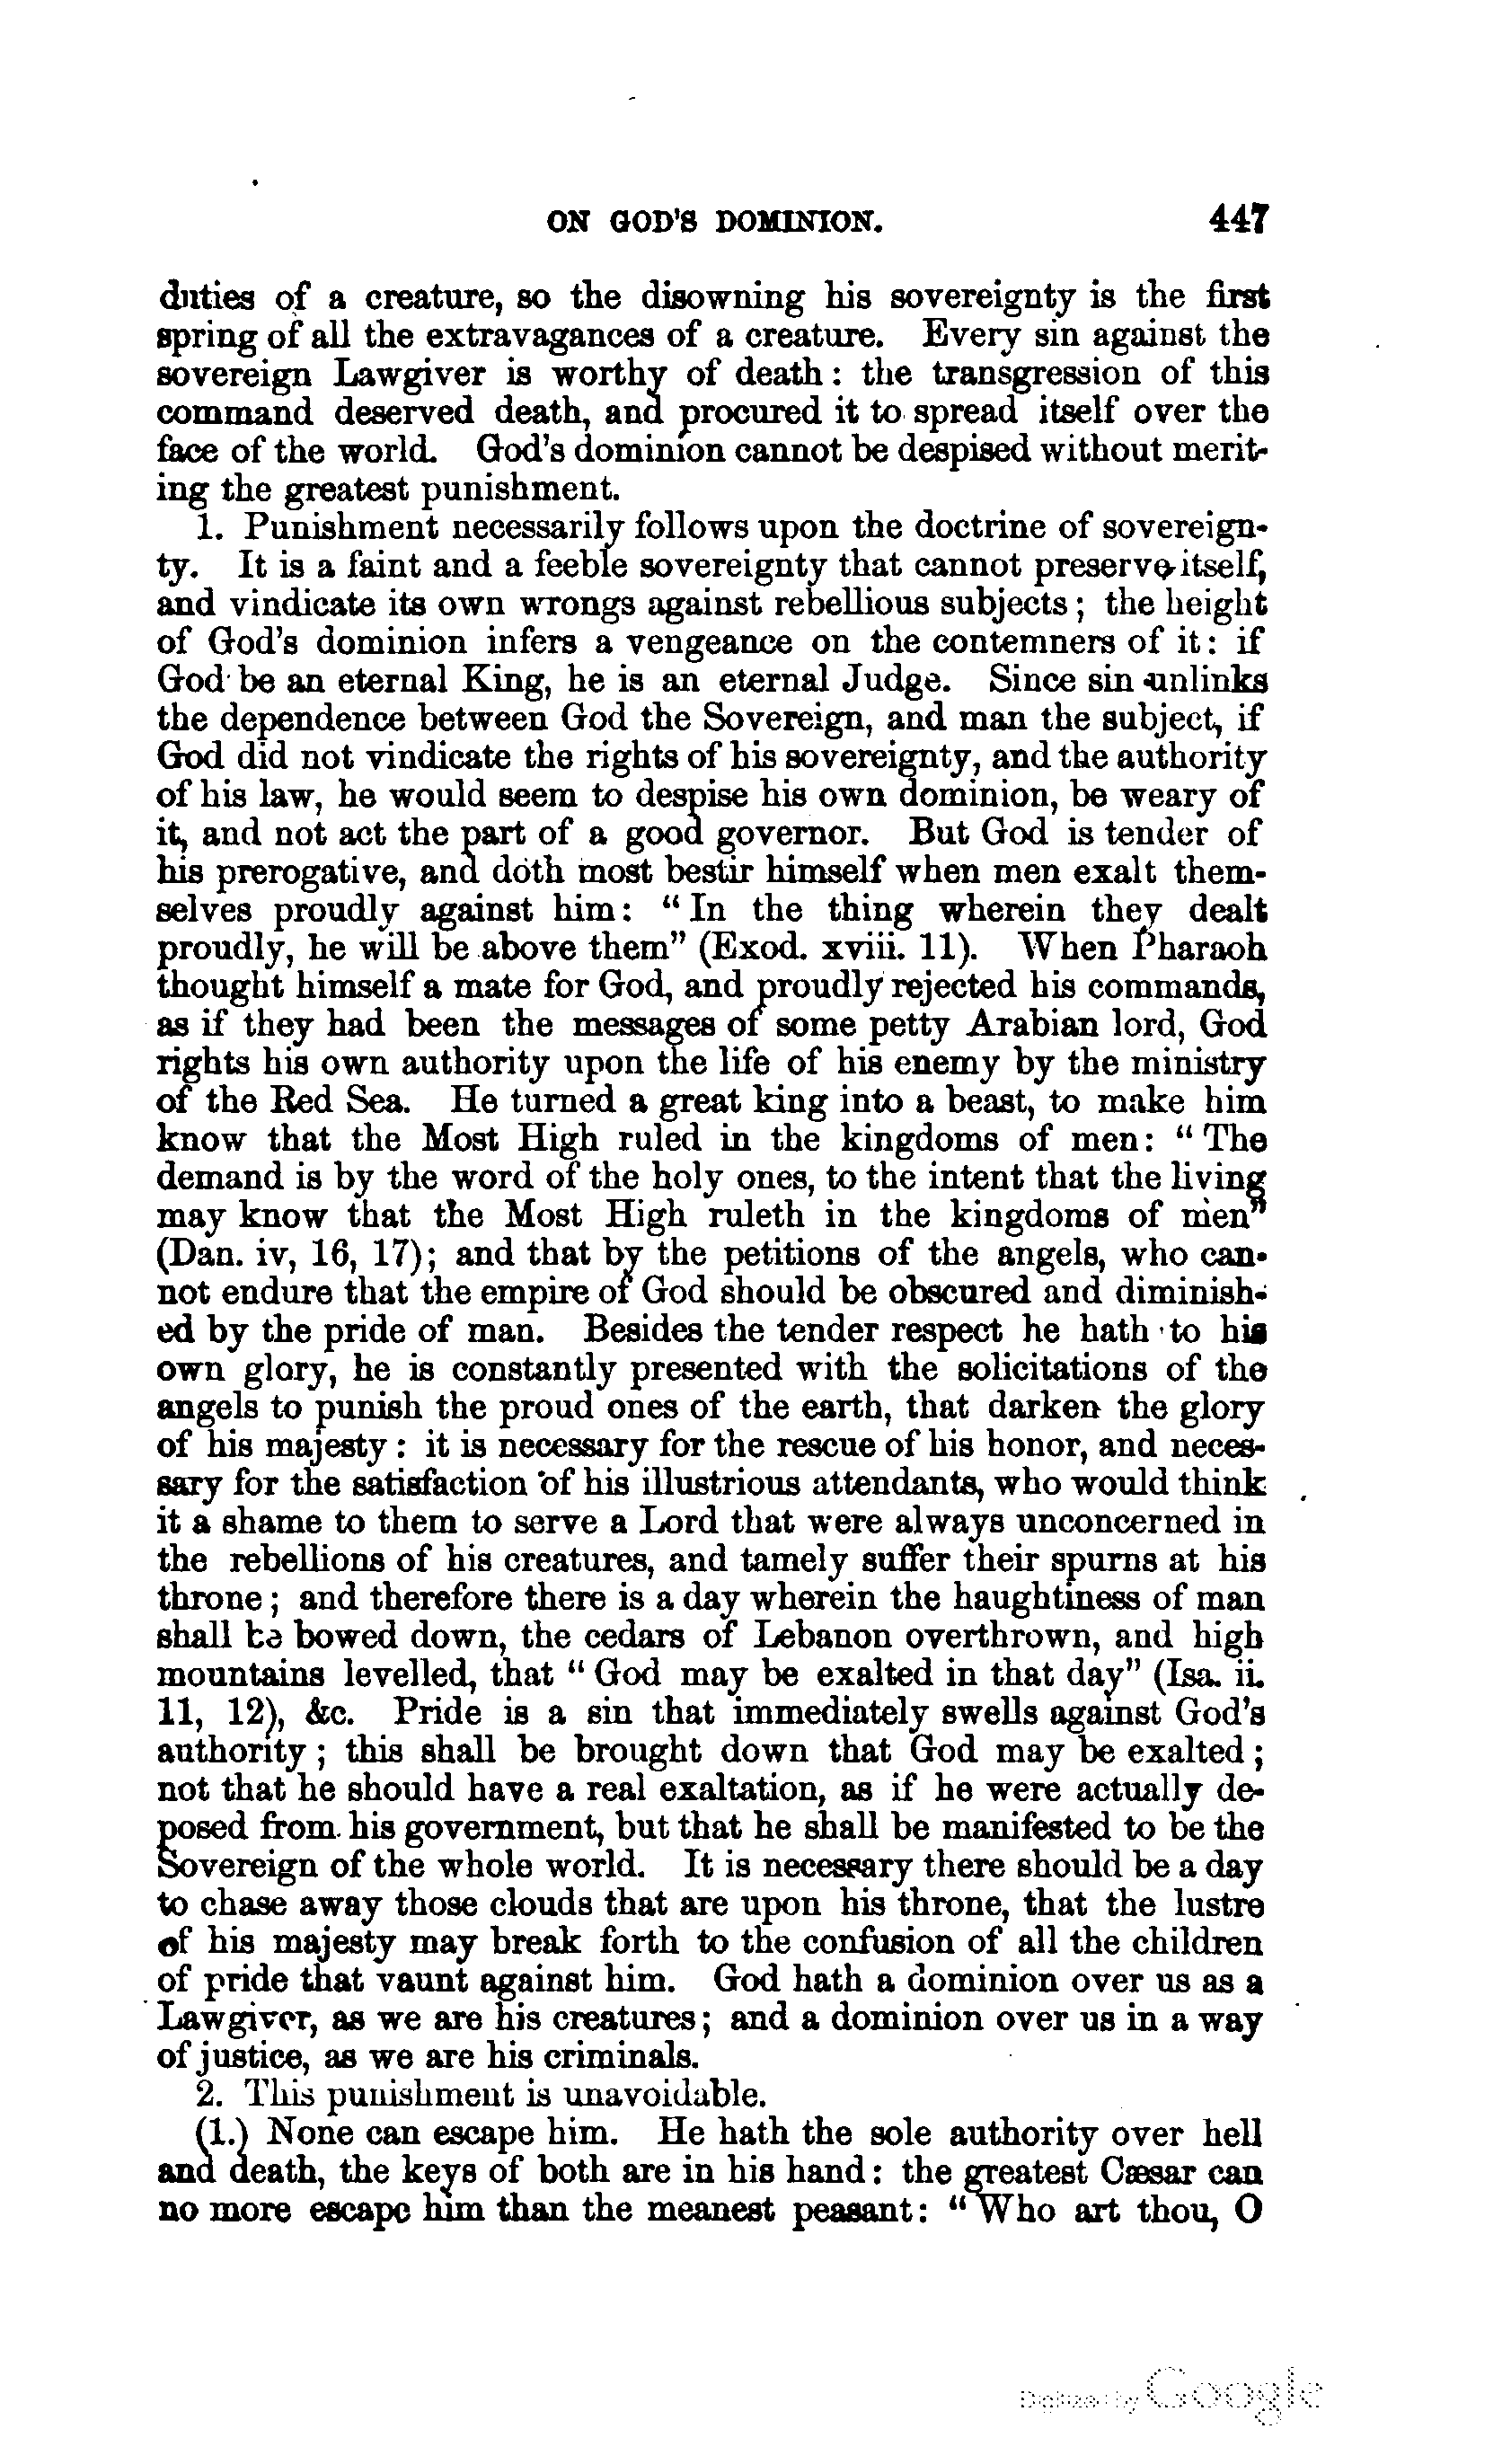 ON GOD'S DOMINION. 447
duties of a creature, so the disowning his sovereignty is the first
spring of all the extravagances of a creature. Every sin against the
sovereign Lawgiver is worthy of death: the transgression of this
command deserved death, and procured it to spread itself over the
face of the world. God's dominion cannot be despised without merit-
ing the greatest punishment.
1. Punishment necessarily follows upon the doctrine of sovereign-
ty. It is a faint and a feeble sovereignty that cannot preserve itself,
and vindicate its own wrongs against rebellious subjects; the height
of God's dominion infers a vengeance on the contemners of it: if
God be an eternal King, he is an eternal Judge. Since sin unlinks
the dependence between God the Sovereign, and man the subject, if
God did not vindicate the rights of his sovereignty, and the authority
of his law, he would seem to despise his own dominion, be weary of
it, and not act the part of a good governor. But God is tender of
his prerogative, and doth most bestir himself when men exalt them-
selves proudly against him: "In the thing wherein they dealt
proudly, he will be above them" (Exod. xviii. 11). When Pharaoh
thought himself a mate for God, and proudly rejected his commands,
as if they had been the messages of some petty Arabian lord, God
rights his own authority upon the life of his enemy by the ministry
of the Red Sea. He turned a great king into a beast, to make him
know that the Most High ruled in the kingdoms of men: "The
demand is by the word of the holy ones, to the intent that the living
may know that the Most High ruleth in the kingdoms of men"
(Dan. iv, 16, 17); and that by the petitions of the angels, who can-
not endure that the empire of God should be obscured and diminish-
ed by the pride of man. Besides the tender respect he hath to his
own glory, he is constantly presented with the solicitations of the
angels to punish the proud ones of the earth, that darken the glory
of his majesty: it is necessary for the rescue of his honor, and neces-
sary for the satisfaction of his illustrious attendants, who would think
it a shame to them to serve a Lord that were always unconcerned in
the rebellions of his creatures, and tamely suffer their spurns at his
throne; and therefore there is a day wherein the haughtiness of man
shall be bowed down, the cedars of Lebanon overthrown, and high
mountains levelled, that "God may be exalted in that day" (Isa. ii.
11, 12), &c. Pride is a sin that immediately swells against God's
authority; this shall be brought down that God may be exalted;
not that he should have a real exaltation, as if he were actually de-
posed from his government, but that he shall be manifested to be the
Sovereign of the whole world. It is necessary there should be a day
to chase away those clouds that are upon his throne, that the lustre
of his majesty may break forth to the confusion of all the children
of pride that vaunt against him. God hath a dominion over us as a
Lawgiver, as we are his creatures; and a dominion over us in a way
of justice, as we are his criminals.
2. This punishment is unavoidable.
(1.) None can escape him. He hath the sole authority over hell
and death, the keys of both are in his hand: the greatest Cæsar can
no more escape him than the meanest peasant: "Who art thou, O
Digitized by Google